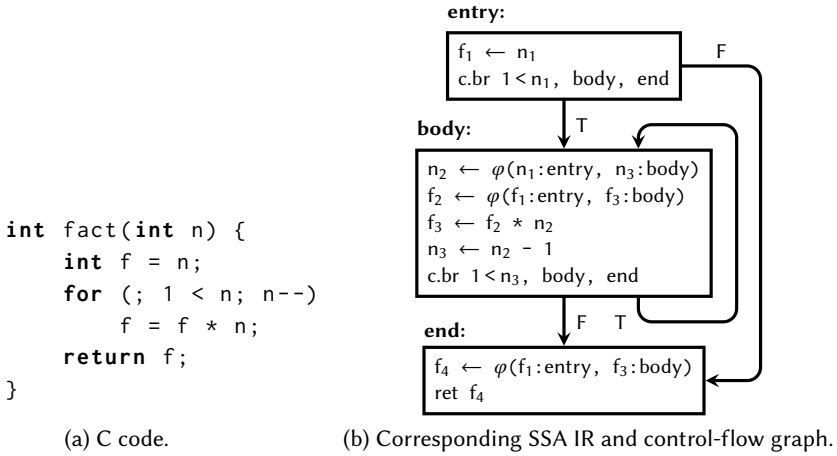 int fact(int n) {
    int f = n;
    for (; 1 < n; n--)
        f = f * n;
    return f;
}
(a) C code.
entry:
f₁ ← n₁
c.br 1<n₁, body, end
F
T
body:
n₂ ← φ(n₁:entry, n₃:body)
f₂ ← φ(f₁:entry, f₃:body)
f₃ ← f₂ * n₂
n₃ ← n₂ - 1
c.br 1<n₃, body, end
F T
end:
f₄ ← φ(f₁:entry, f₃:body)
ret f₄
(b) Corresponding SSA IR and control-flow graph.